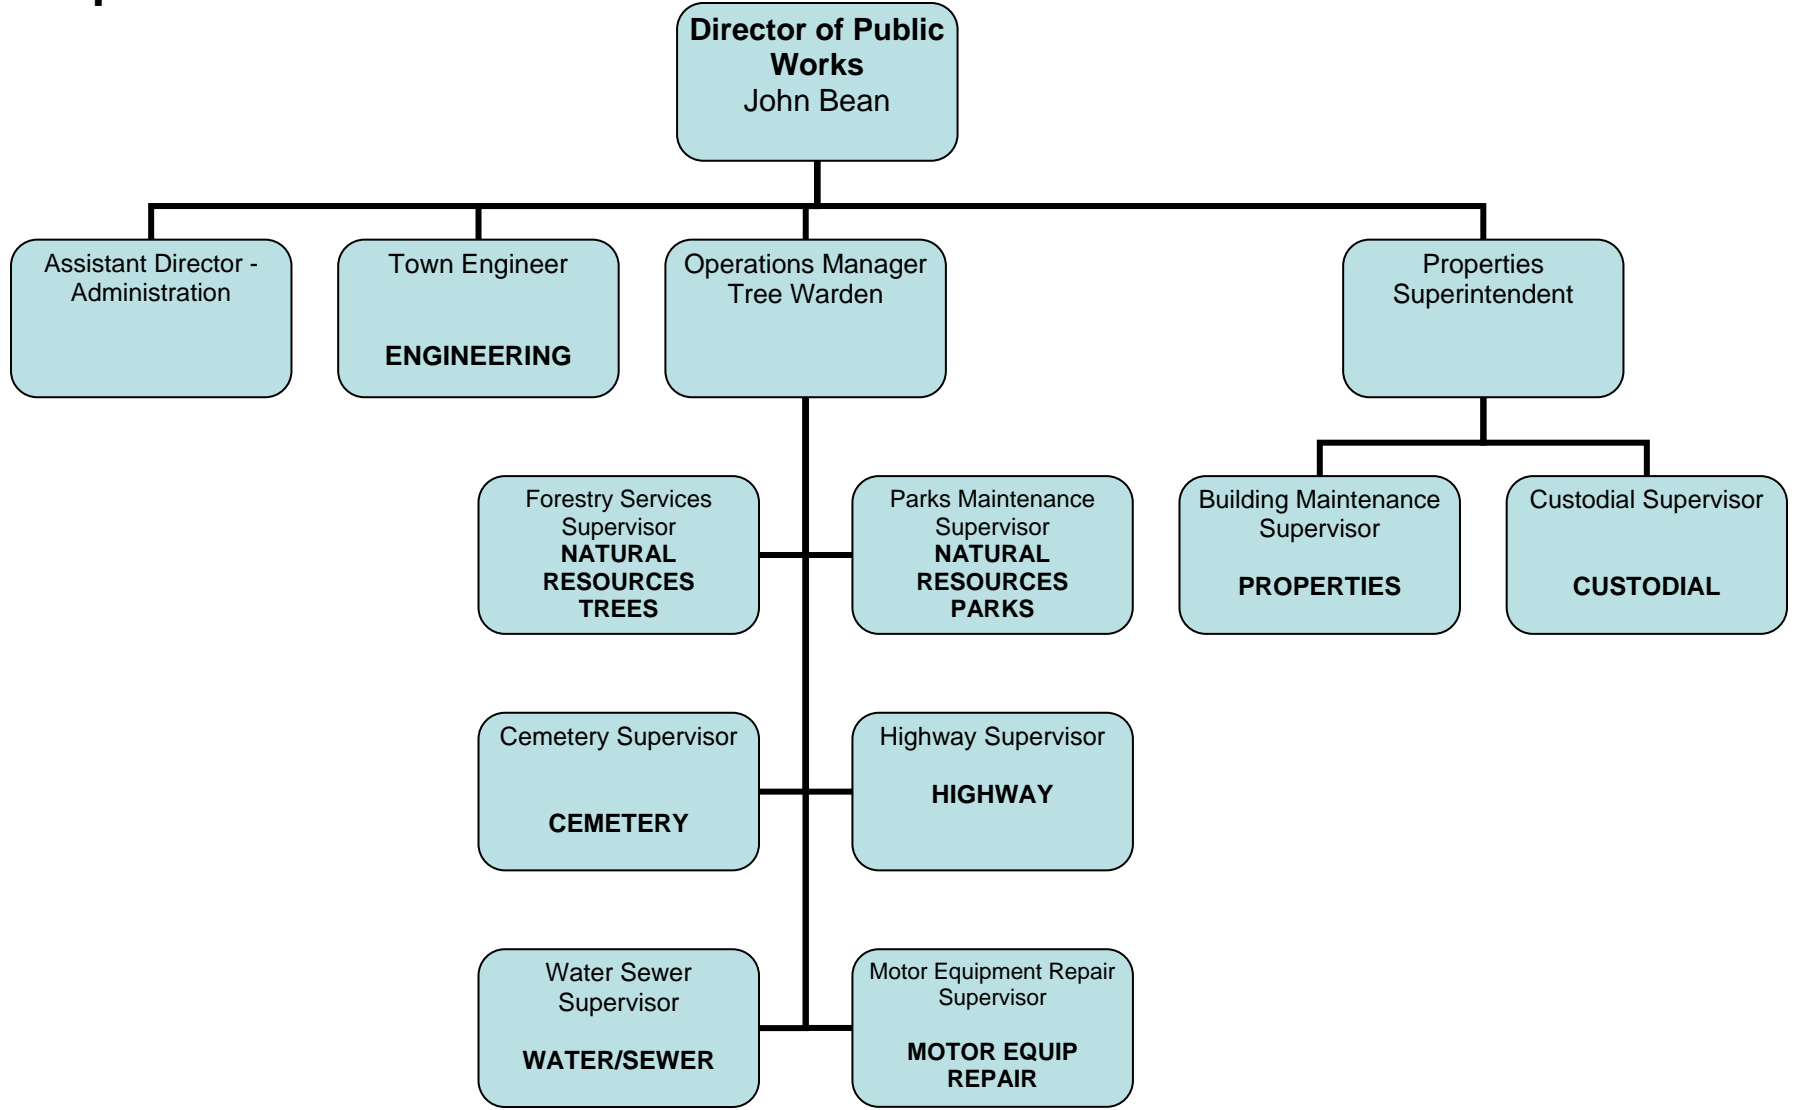 Director of Public
Works
John Bean
Assistant Director -
Administration
Town Engineer
ENGINEERING
Operations Manager
Tree Warden
Properties
Superintendent
Forestry Services
Supervisor
NATURAL
RESOURCES
TREES
Parks Maintenance
Supervisor
NATURAL
RESOURCES
PARKS
Building Maintenance
Supervisor
PROPERTIES
Custodial Supervisor
CUSTODIAL
Cemetery Supervisor
CEMETERY
Highway Supervisor
HIGHWAY
Water Sewer
Supervisor
WATER/SEWER
Motor Equipment Repair
Supervisor
MOTOR EQUIP
REPAIR